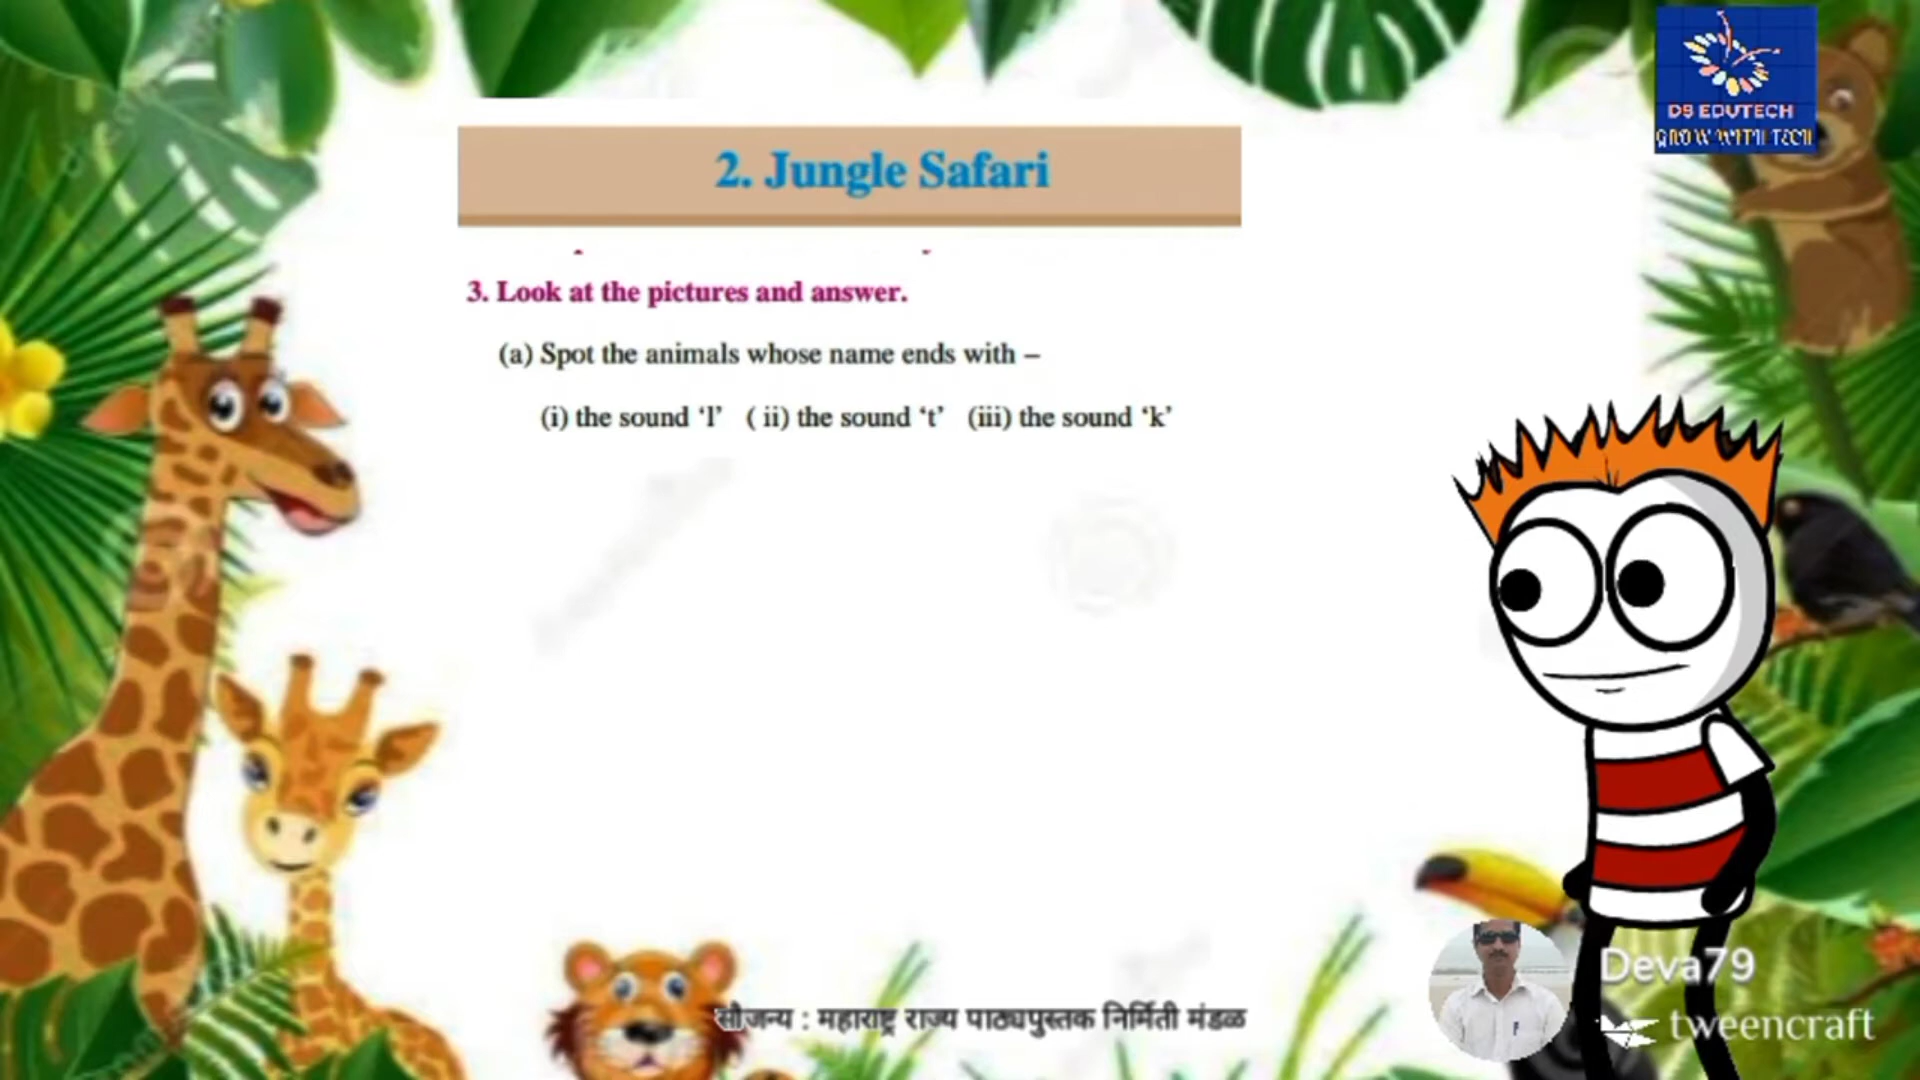 DS EDUTECH
GROW WITH TECH
2. Jungle Safari
3. Look at the pictures and answer.
(a) Spot the animals whose name ends with –
(i) the sound ‘l’ ( ii) the sound ‘t’ (iii) the sound ‘k’
सौजन्य : महाराष्ट्र राज्य पाठ्यपुस्तक निर्मिती मंडळ
Deva79
tweencraft